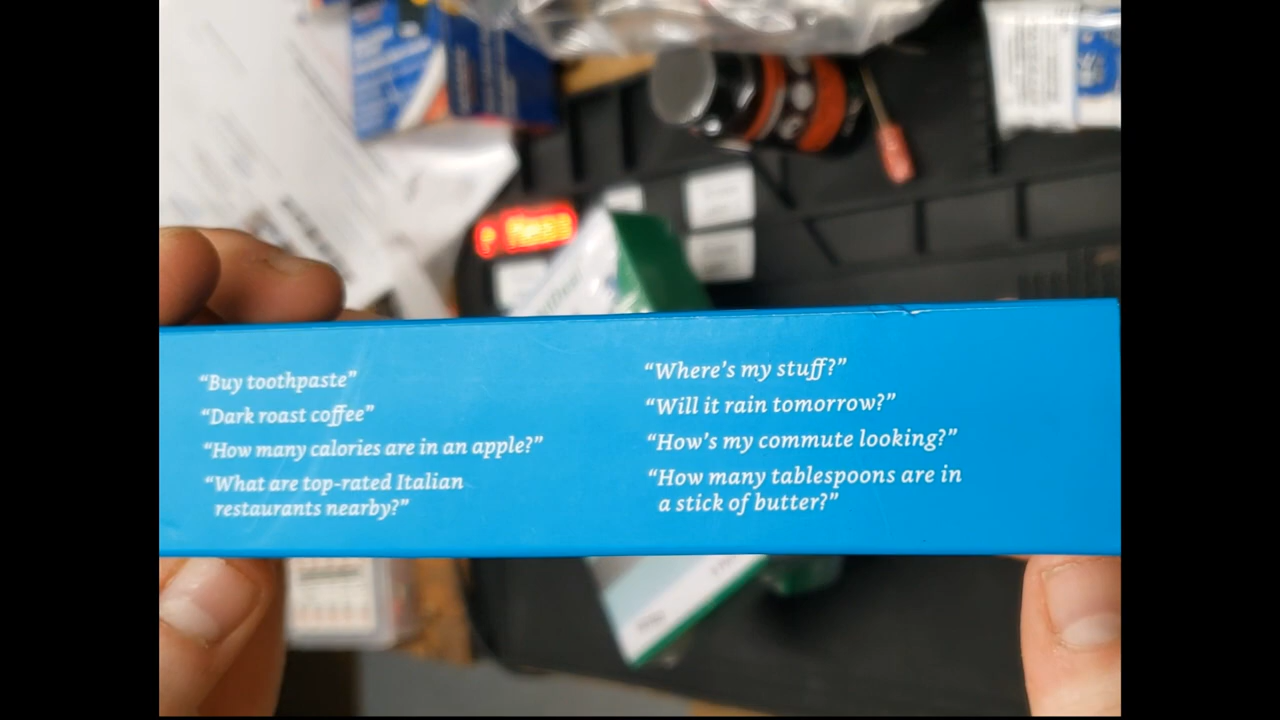 “Buy toothpaste”
“Dark roast coffee”
“How many calories are in an apple?”
“What are top-rated Italian
restaurants nearby?”
“Where’s my stuff?”
“Will it rain tomorrow?”
“How’s my commute looking?”
“How many tablespoons are in
a stick of butter?”